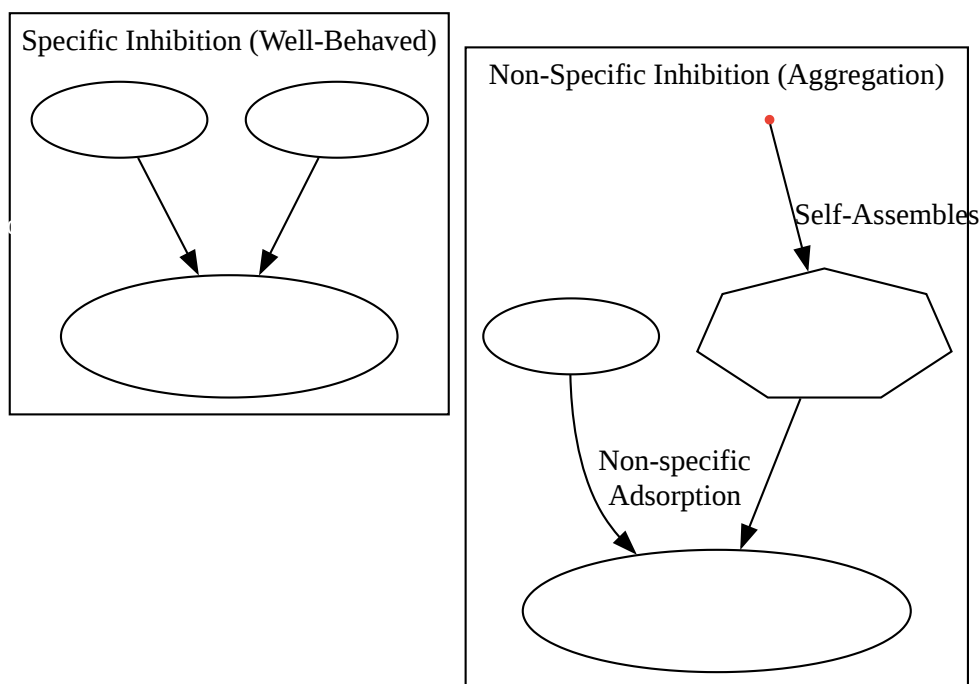 Specific Inhibition (Well-Behaved)
Non-Specific Inhibition (Aggregation)
Self-Assembles
Non-specific
Adsorption